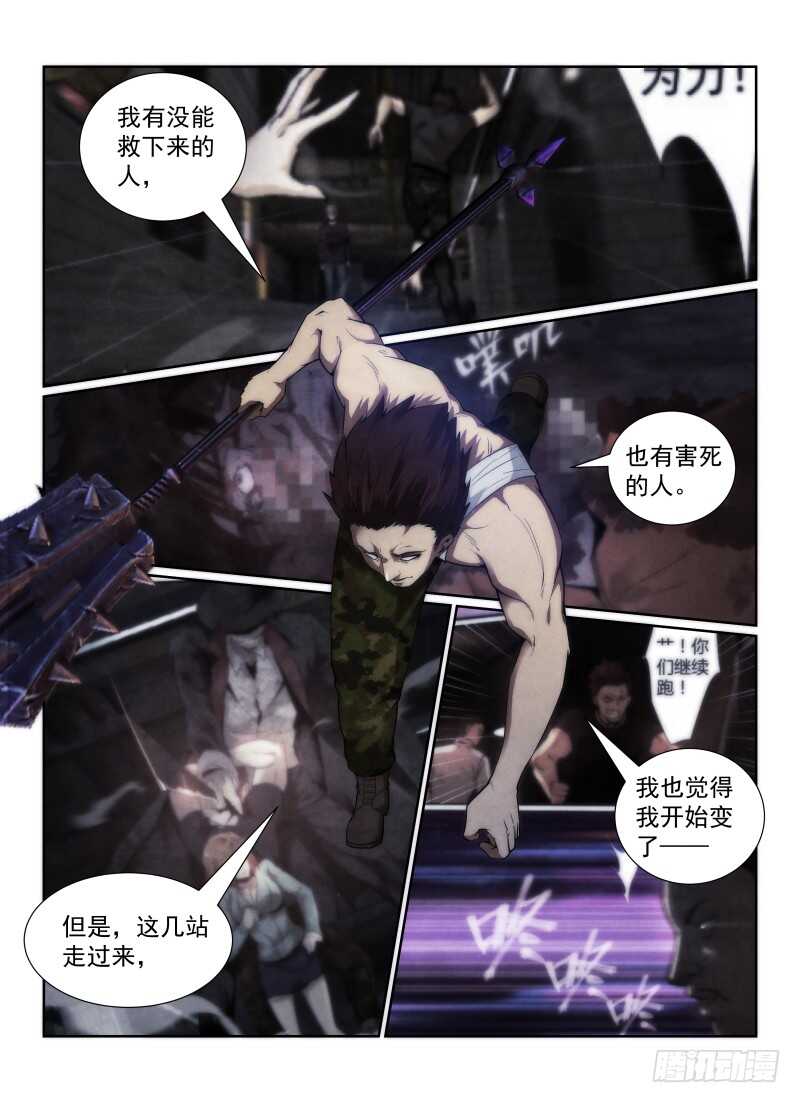 为力！
我有没能
救下来的
人，
噗叽
也有害死
的人。
艹！你
们继续
跑！
我也觉得
我开始变
了——
但是，这几站
走过来，
咚
咚
咚
腾讯动漫